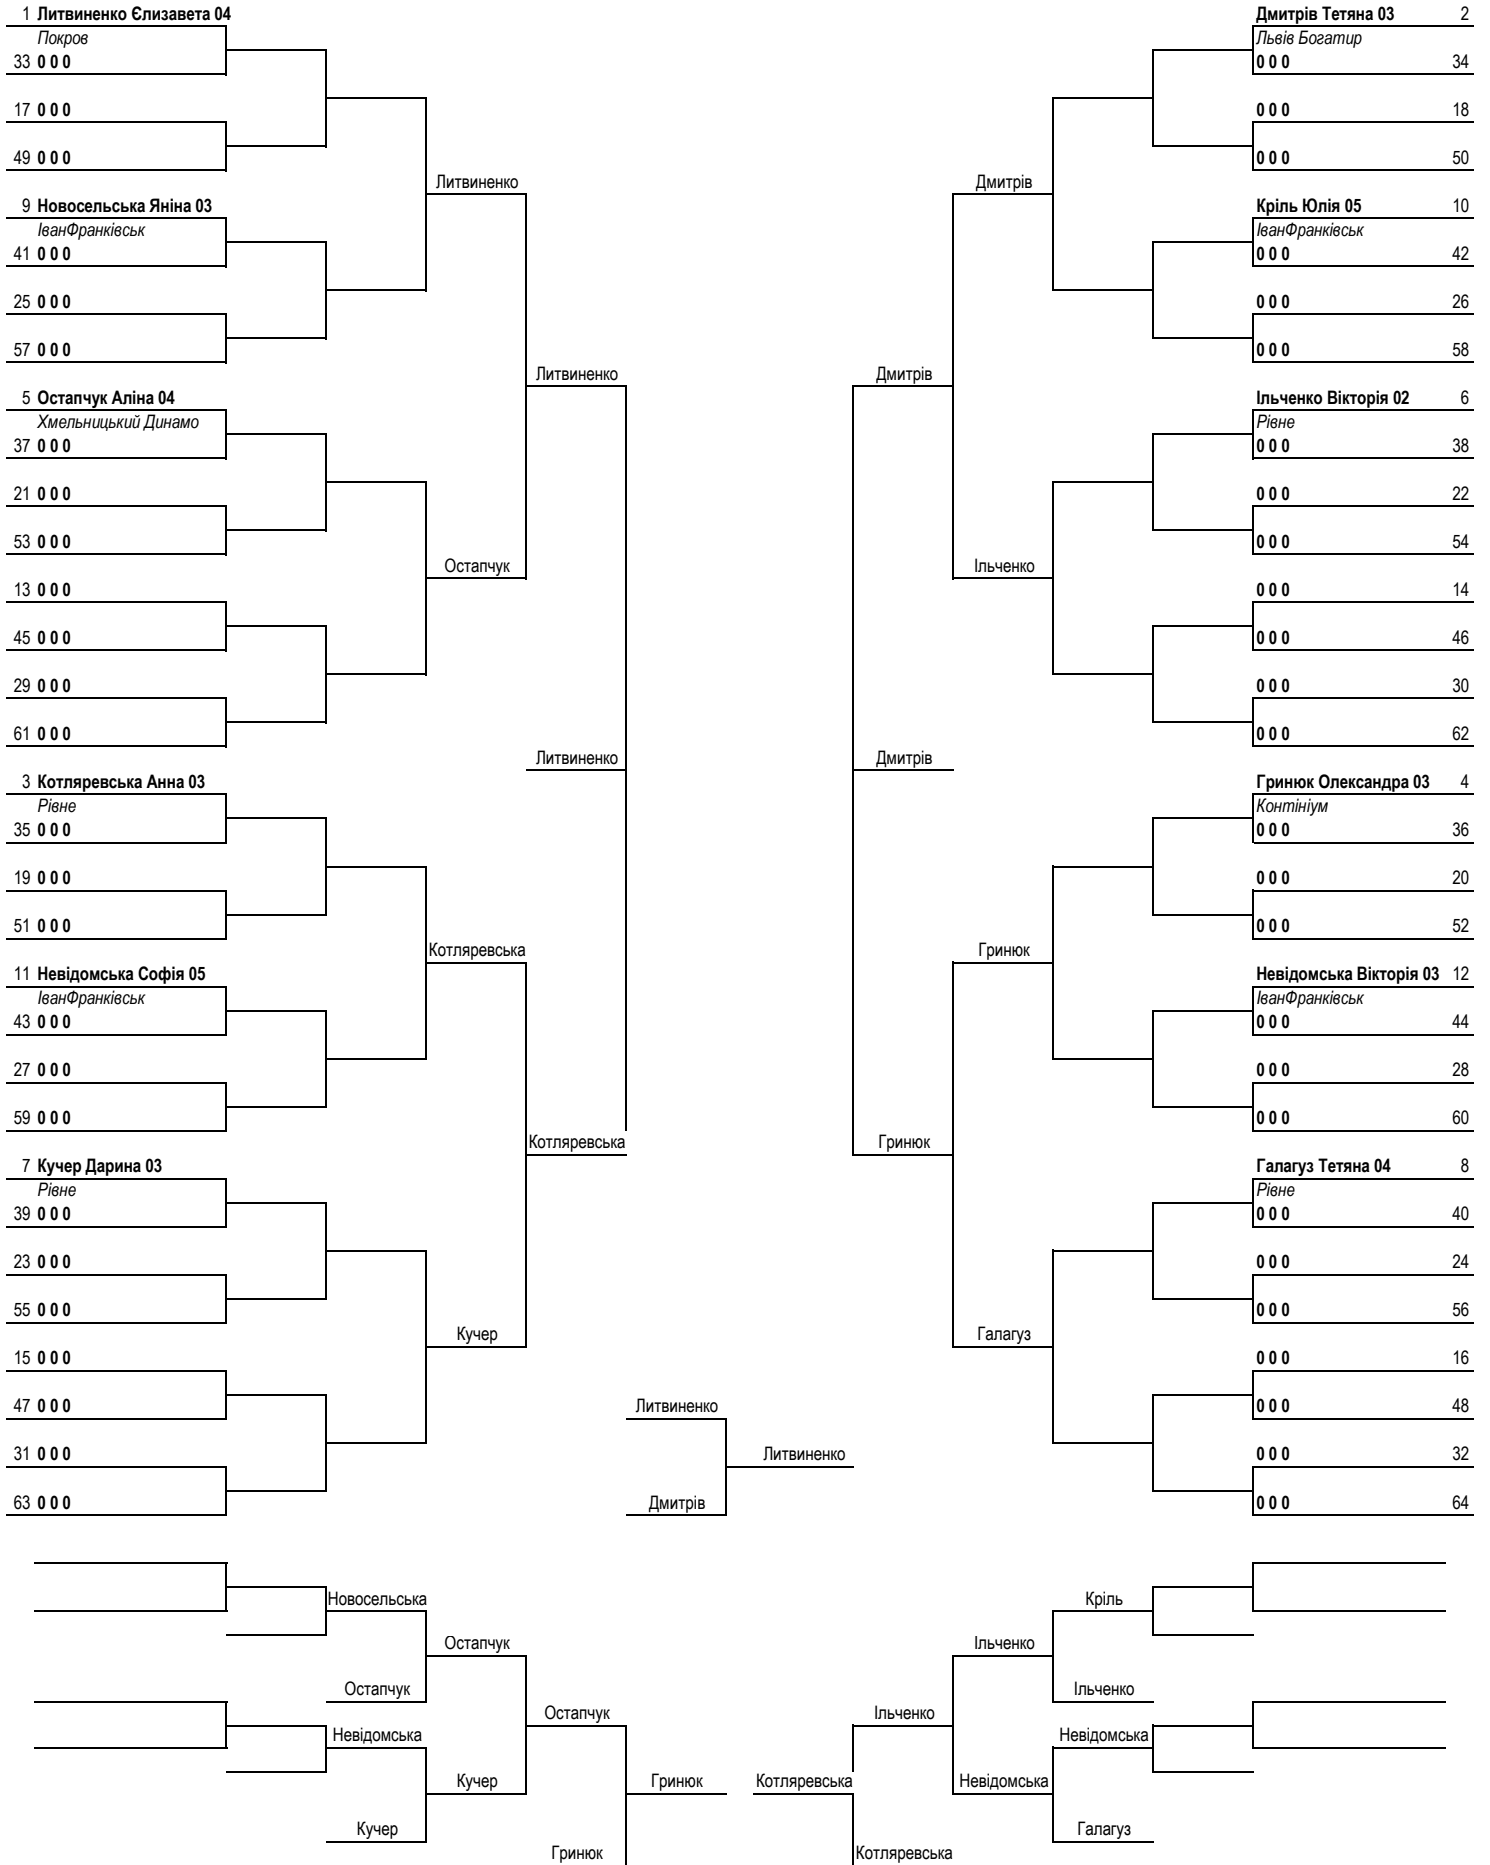 1 Литвиненко Єлизавета 04
Покров
33 0 0 0
17 0 0 0
49 0 0 0
9 Новосельська Яніна 03
ІванФранківськ
41 0 0 0
25 0 0 0
57 0 0 0
5 Остапчук Аліна 04
Хмельницький Динамо
37 0 0 0
21 0 0 0
53 0 0 0
13 0 0 0
45 0 0 0
29 0 0 0
61 0 0 0
3 Котляревська Анна 03
Рівне
35 0 0 0
19 0 0 0
51 0 0 0
11 Невідомська Софія 05
ІванФранківськ
43 0 0 0
27 0 0 0
59 0 0 0
7 Кучер Дарина 03
Рівне
39 0 0 0
23 0 0 0
55 0 0 0
15 0 0 0
47 0 0 0
31 0 0 0
63 0 0 0
Литвиненко
Остапчук
Котляревська
Кучер
Литвиненко
Литвиненко
Котляревська
Литвиненко
Дмитрів
Литвиненко
Дмитрів
Дмитрів
Гринюк
Дмитрів
Ільченко
Гринюк
Галагуз
Дмитрів Тетяна 03 2
Львів Богатир
0 0 0 34
0 0 0 18
0 0 0 50
Кріль Юлія 05 10
ІванФранківськ
0 0 0 42
0 0 0 26
0 0 0 58
Ільченко Вікторія 02 6
Рівне
0 0 0 38
0 0 0 22
0 0 0 54
0 0 0 14
0 0 0 46
0 0 0 30
0 0 0 62
Гринюк Олександра 03 4
Контініум
0 0 0 36
0 0 0 20
0 0 0 52
Невідомська Вікторія 03 12
ІванФранківськ
0 0 0 44
0 0 0 28
0 0 0 60
Галагуз Тетяна 04 8
Рівне
0 0 0 40
0 0 0 24
0 0 0 56
0 0 0 16
0 0 0 48
0 0 0 32
0 0 0 64
Новосельська
Остапчук
Остапчук
Невідомська
Кучер
Кучер
Остапчук
Гринюк
Гринюк
Кріль
Ільченко
Ільченко
Невідомська
Невідомська
Галагуз
Ільченко
Котляревська
Котляревська